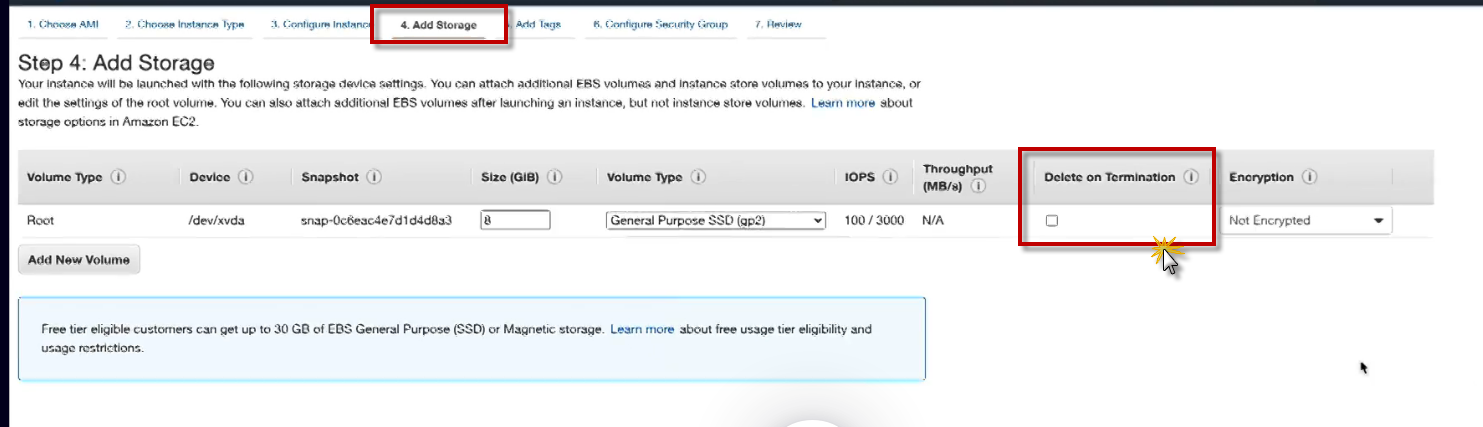 1. Choose AMI 2. Choose Instance Type 3. Configure Instance 4. Add Storage 5. Add Tags 6. Configure Security Group 7. Review
Step 4: Add Storage
Your instance will be launched with the following storage device settings. You can attach additional EBS volumes and instance store volumes to your instance, or
edit the settings of the root volume. You can also attach additional EBS volumes after launching an instance, but not instance store volumes. Learn more about
storage options in Amazon EC2.
Volume Type i Device i Snapshot i Size (GiB) i Volume Type i IOPS i Throughput (MB/s) i Delete on Termination i Encryption i
Root /dev/xvda snap-0c6eac4e7d1d4d8a3 8 General Purpose SSD (gp2) 100 / 3000 N/A Not Encrypted
Add New Volume
Free tier eligible customers can get up to 30 GB of EBS General Purpose (SSD) or Magnetic storage. Learn more about free usage tier eligibility and
usage restrictions.